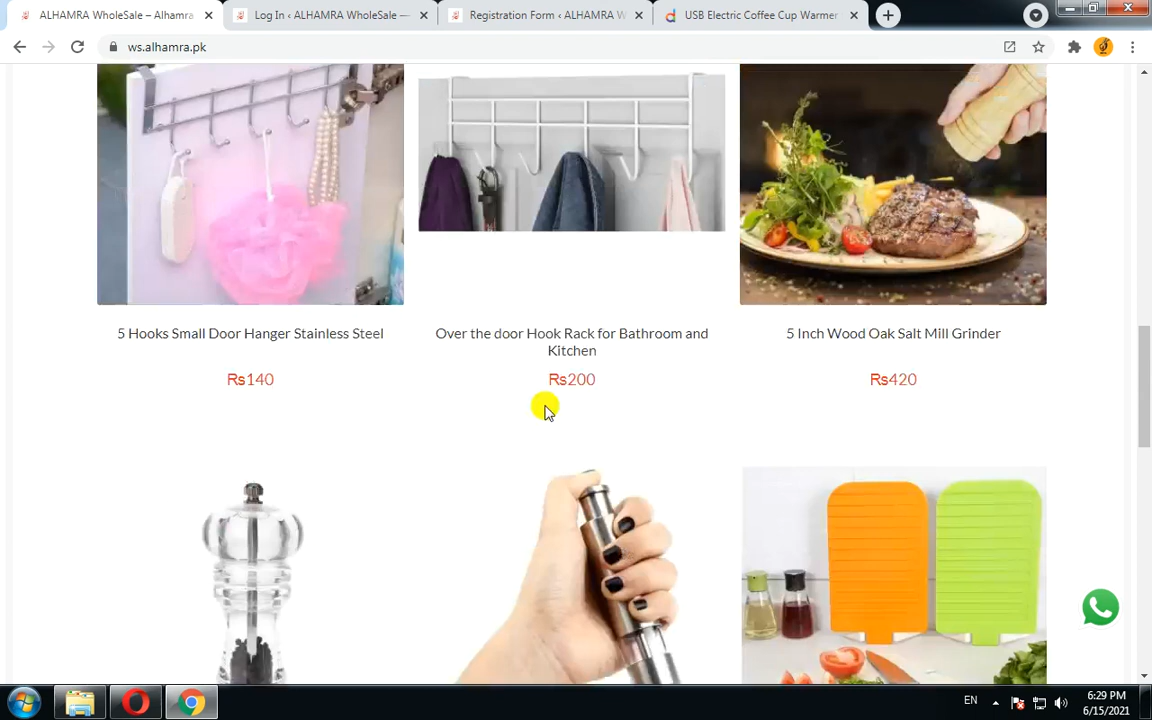 ALHAMRA WholeSale – Alhamra
Log In ‹ ALHAMRA WholeSale —
Registration Form ‹ ALHAMRA W
USB Electric Coffee Cup Warmer
ws.alhamra.pk
5 Hooks Small Door Hanger Stainless Steel
Rs140
Over the door Hook Rack for Bathroom and
Kitchen
Rs200
5 Inch Wood Oak Salt Mill Grinder
Rs420
EN
6:29 PM
6/15/2021